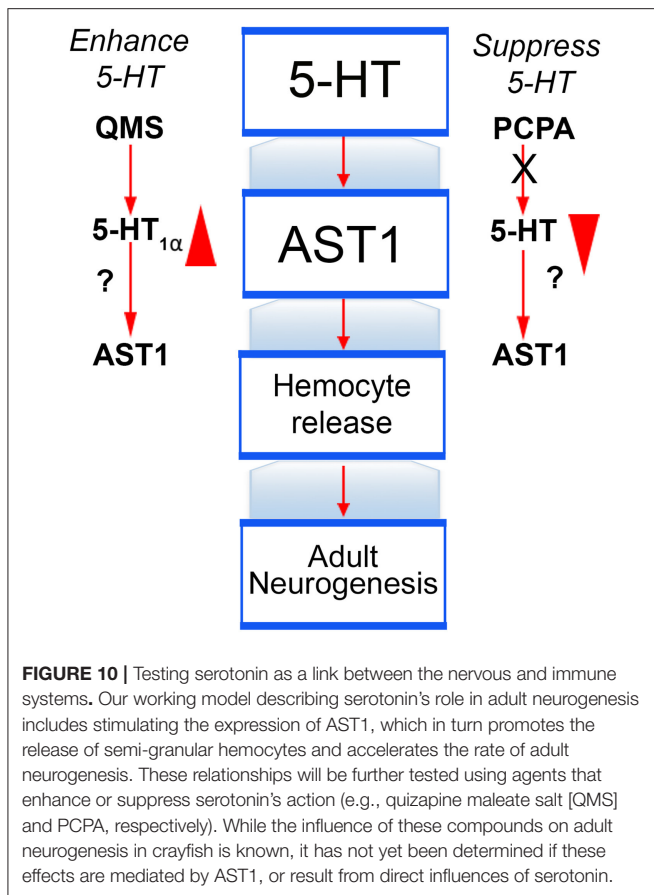 Enhance
5-HT
QMS
5-HT1α
?
AST1
5-HT
AST1
Hemocyte
release
Adult
Neurogenesis
Suppress
5-HT
PCPA
X
5-HT
?
AST1
FIGURE 10 | Testing serotonin as a link between the nervous and immune
systems. Our working model describing serotonin’s role in adult neurogenesis
includes stimulating the expression of AST1, which in turn promotes the
release of semi-granular hemocytes and accelerates the rate of adult
neurogenesis. These relationships will be further tested using agents that
enhance or suppress serotonin’s action (e.g., quizapine maleate salt [QMS]
and PCPA, respectively). While the influence of these compounds on adult
neurogenesis in crayfish is known, it has not yet been determined if these
effects are mediated by AST1, or result from direct influences of serotonin.